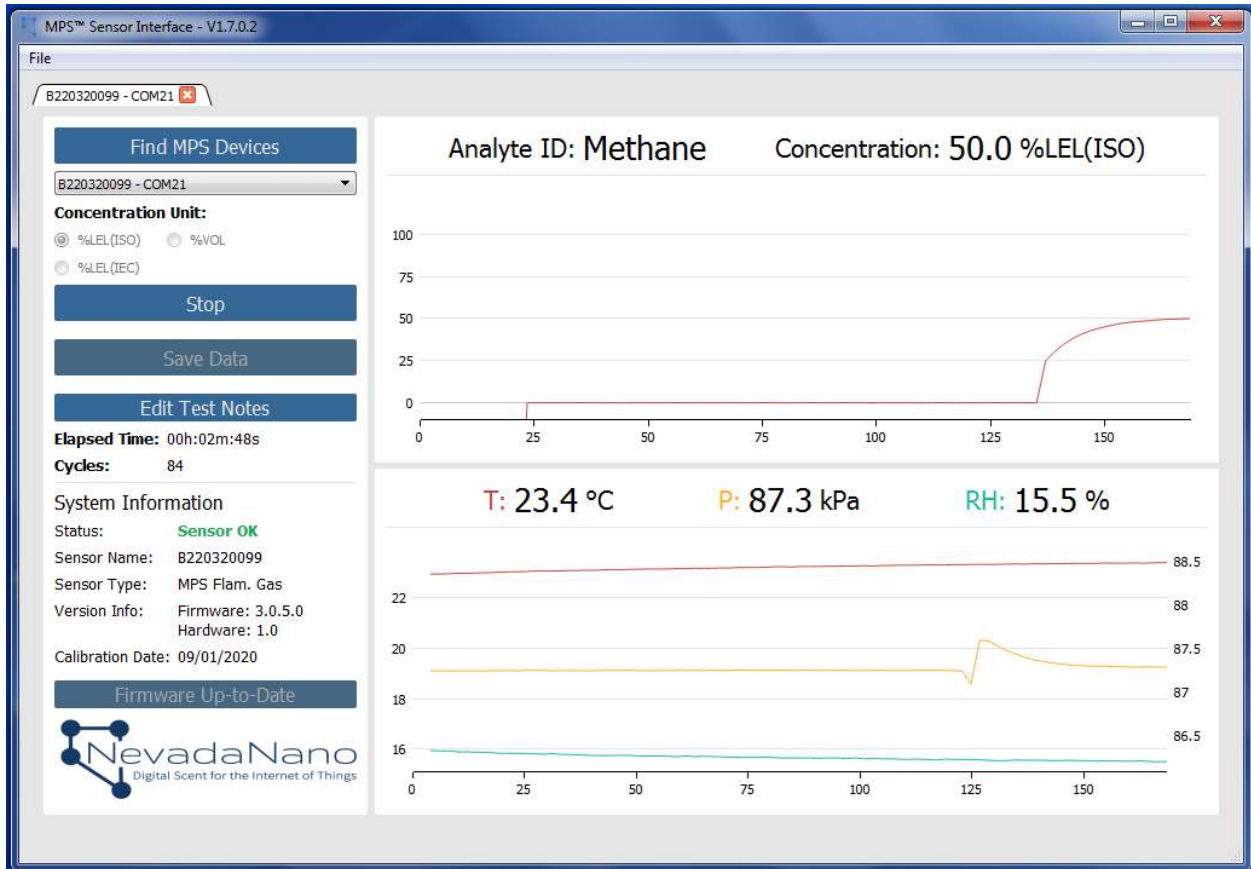 MPS™ Sensor Interface - V1.7.0.2
File
B220320099 - COM21
Find MPS Devices
B220320099 - COM21
Concentration Unit:
%LEL(ISO) %VOL
%LEL(IEC)
Stop
Save Data
Edit Test Notes
Elapsed Time: 00h:02m:48s
Cycles: 84
System Information
Status: Sensor OK
Sensor Name: B220320099
Sensor Type: MPS Flam. Gas
Version Info: Firmware: 3.0.5.0
Hardware: 1.0
Calibration Date: 09/01/2020
Firmware Up-to-Date
NevadaNano
Digital Scent for the Internet of Things
Analyte ID: Methane Concentration: 50.0 %LEL(ISO)
100
75
50
25
0
0 25 50 75 100 125 150
T: 23.4 °C P: 87.3 kPa RH: 15.5 %
88.5
22 88
20 87.5
18 87
16 86.5
0 25 50 75 100 125 150